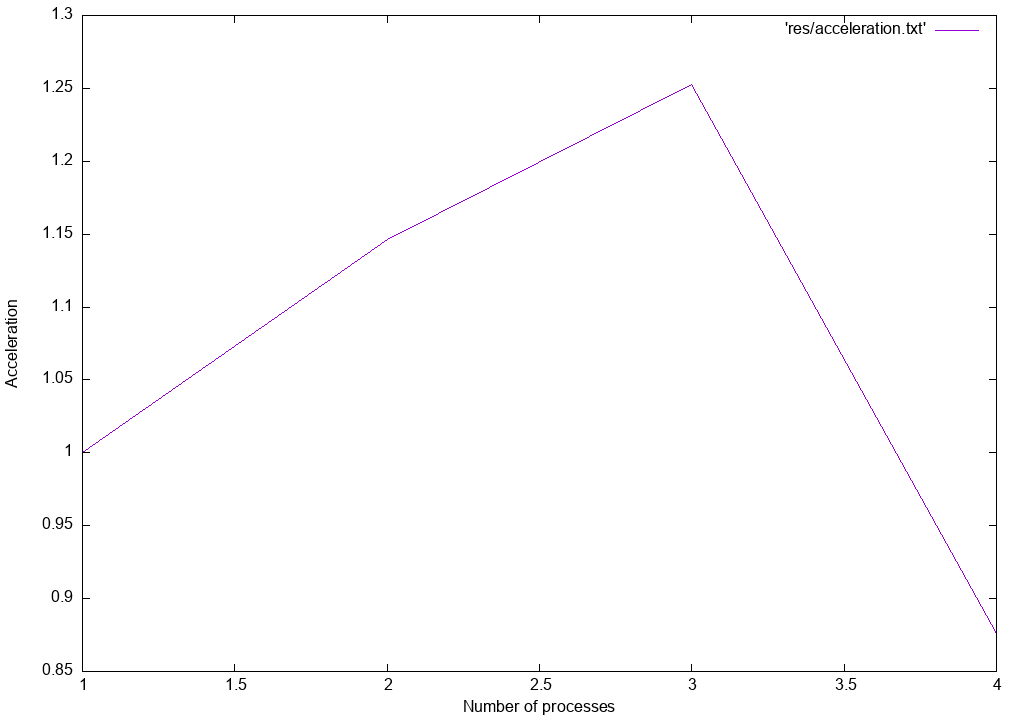 1.3
'res/acceleration.txt'
1.25
1.2
1.15
1.1
Acceleration
1.05
1
0.95
0.9
0.85
1 1.5 2 2.5 3 3.5 4
Number of processes